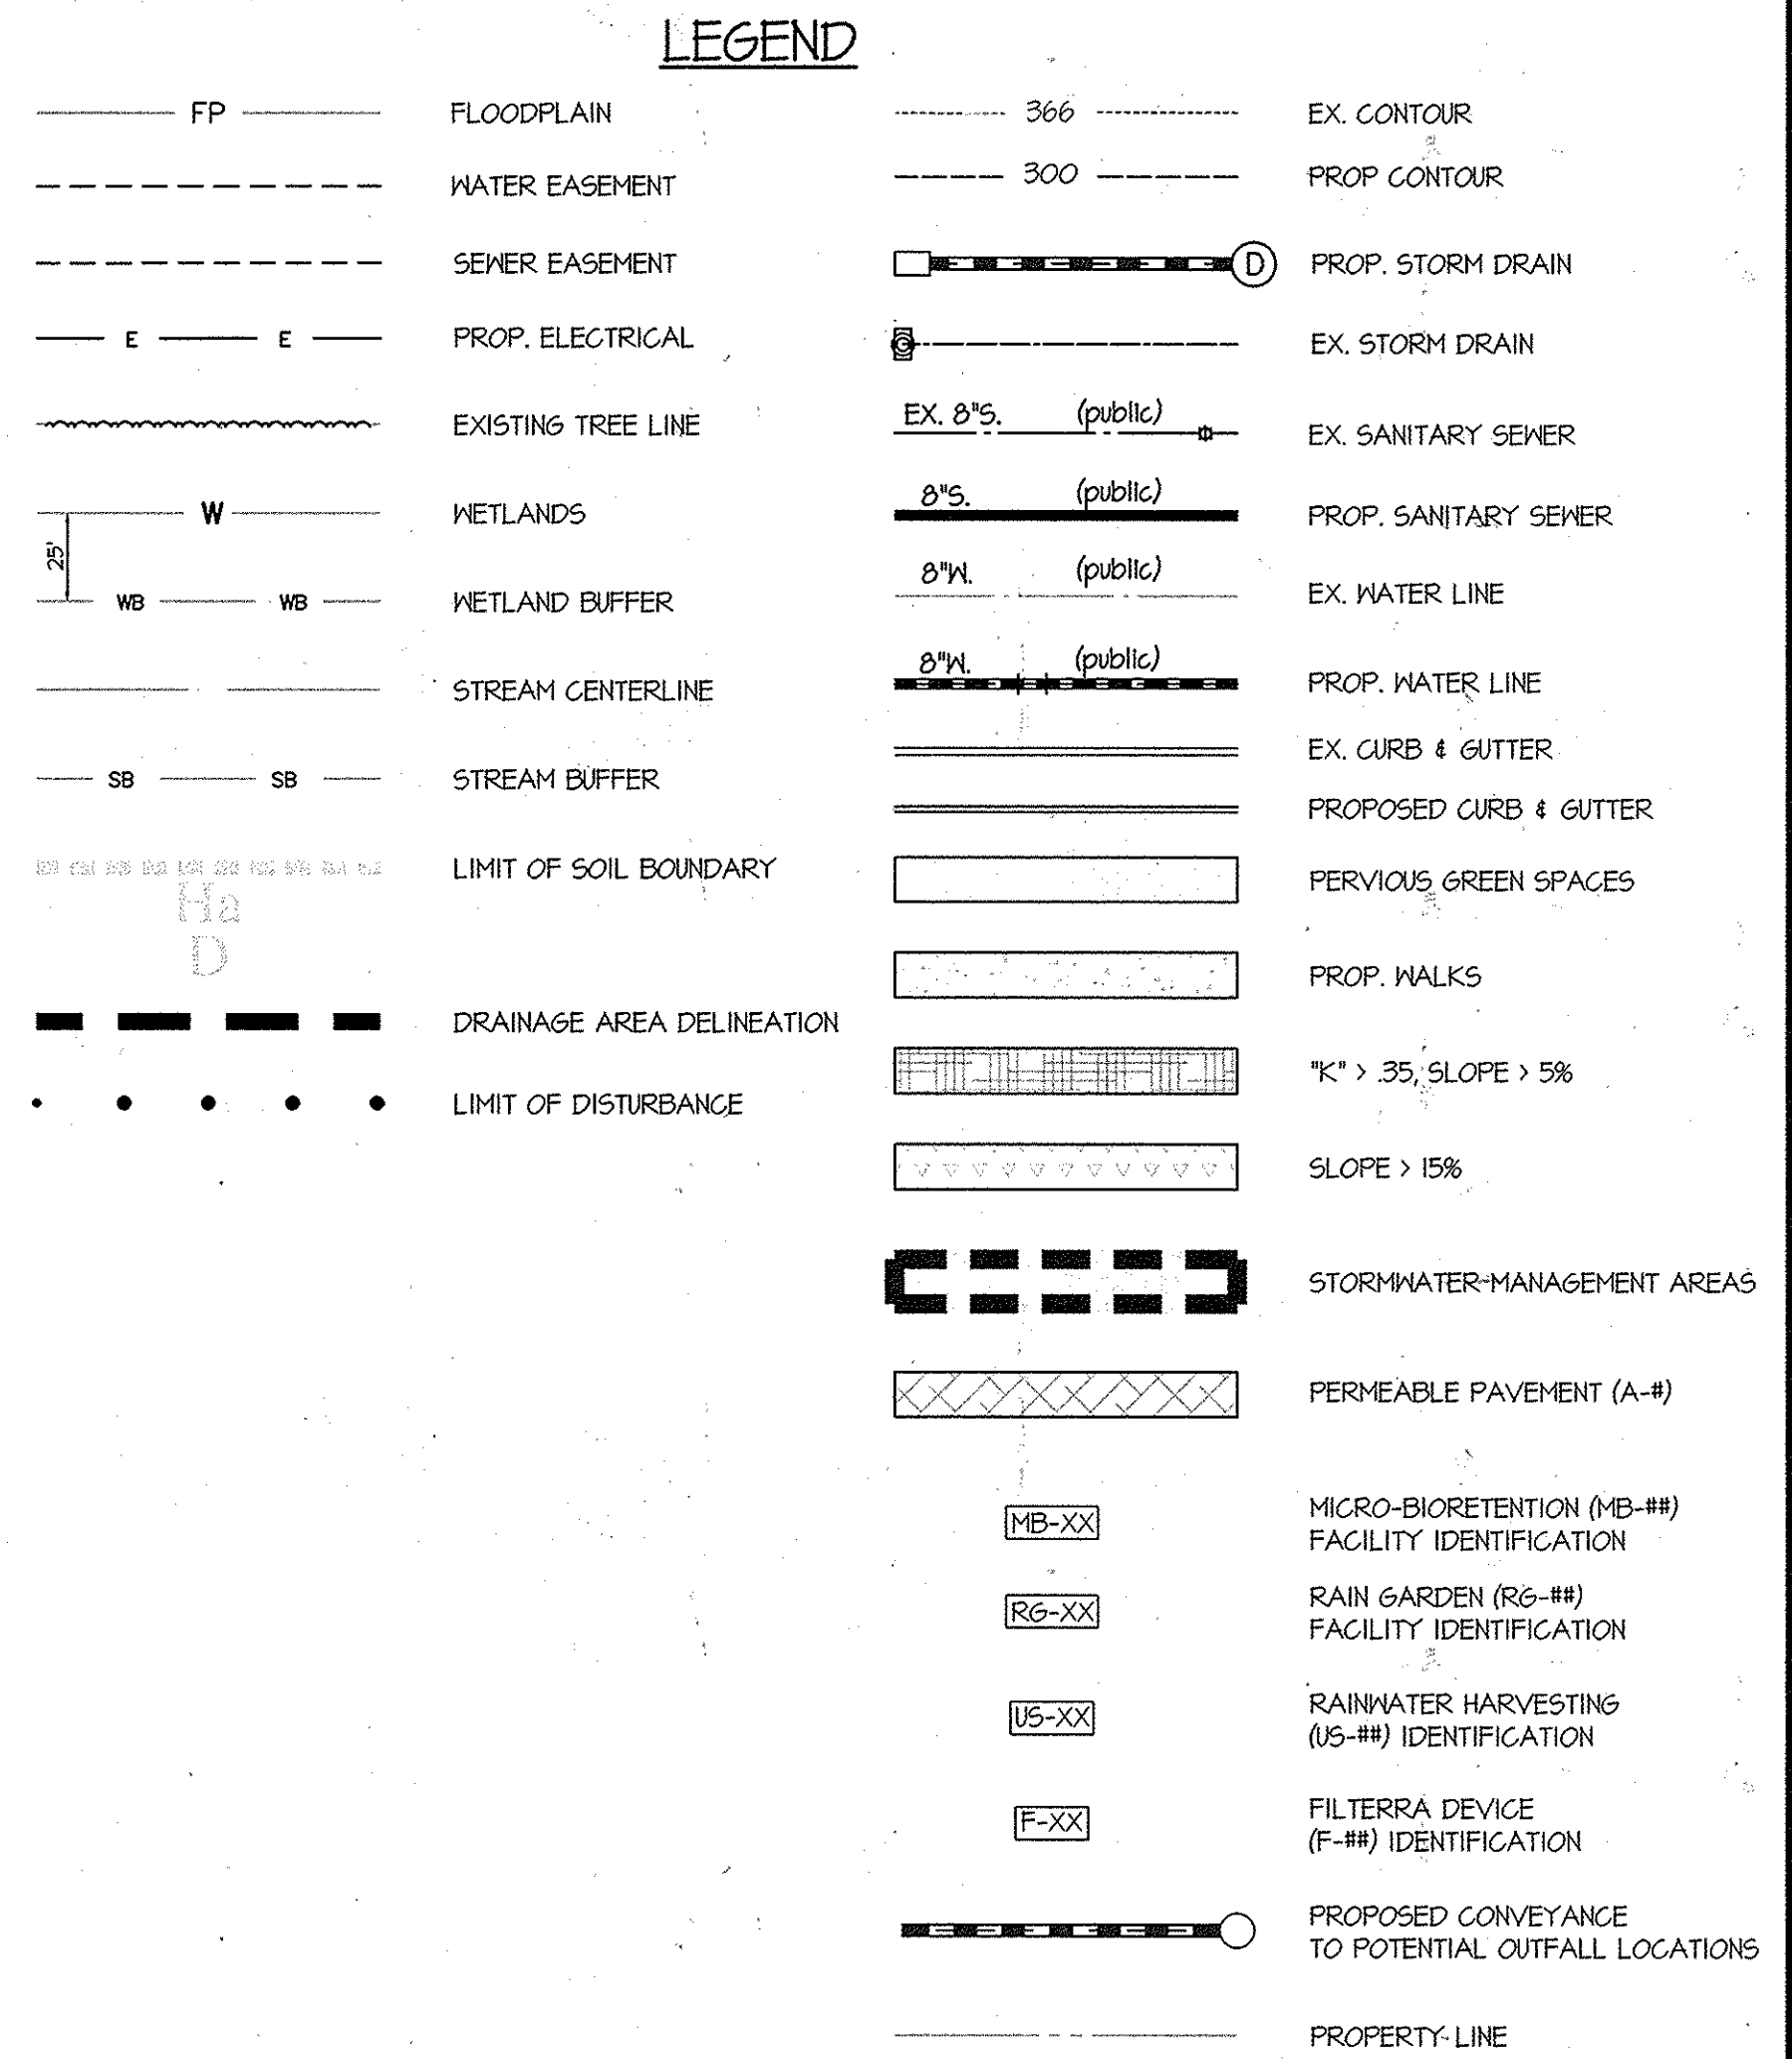 LEGEND
FP FLOODPLAIN
WATER EASEMENT
SEWER EASEMENT
E E PROP. ELECTRICAL
EXISTING TREE LINE
W WETLANDS
25'
WB WB WETLAND BUFFER
STREAM CENTERLINE
SB SB STREAM BUFFER
LIMIT OF SOIL BOUNDARY
Ha
D
DRAINAGE AREA DELINEATION
LIMIT OF DISTURBANCE
366 EX. CONTOUR
300 PROP CONTOUR
D PROP. STORM DRAIN
EX. STORM DRAIN
EX. 8"S. (public)
EX. SANITARY SEWER
8"S. (public)
PROP. SANITARY SEWER
8"W. (public)
EX. WATER LINE
8"W. (public)
PROP. WATER LINE
EX. CURB & GUTTER
PROPOSED CURB & GUTTER
PERVIOUS GREEN SPACES
PROP. WALKS
"K" > .35, SLOPE > 5%
SLOPE > 15%
STORMWATER-MANAGEMENT AREAS
PERMEABLE PAVEMENT (A-#)
MB-XX
MICRO-BIORETENTION (MB-##)
FACILITY IDENTIFICATION
RG-XX
RAIN GARDEN (RG-##)
FACILITY IDENTIFICATION
US-XX
RAINWATER HARVESTING
(US-##) IDENTIFICATION
F-XX
FILTERRA DEVICE
(F-##) IDENTIFICATION
PROPOSED CONVEYANCE
TO POTENTIAL OUTFALL LOCATIONS
PROPERTY LINE